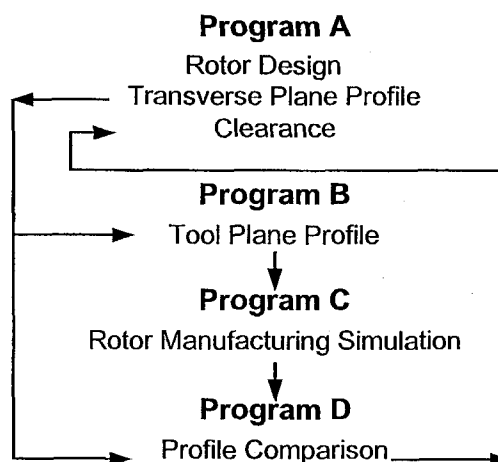 Program A
Rotor Design
Transverse Plane Profile
Clearance
Program B
Tool Plane Profile
Program C
Rotor Manufacturing Simulation
Program D
Profile Comparison